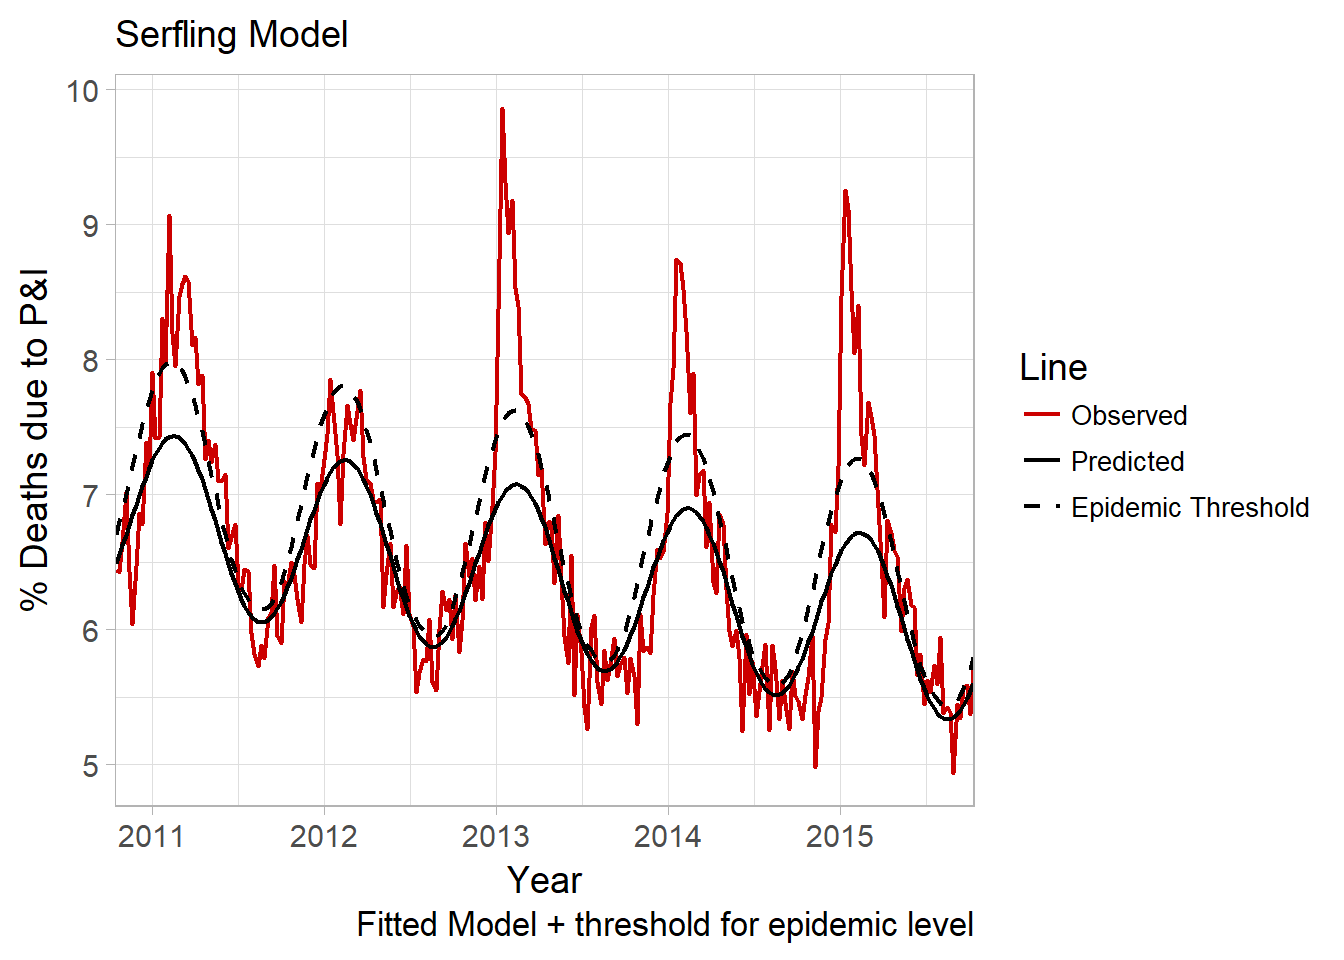 Serfling Model
10
9
8
7
6
5
% Deaths due to P&I
2011 2012 2013 2014 2015
Year
Fitted Model + threshold for epidemic level
Line
Observed
Predicted
Epidemic Threshold